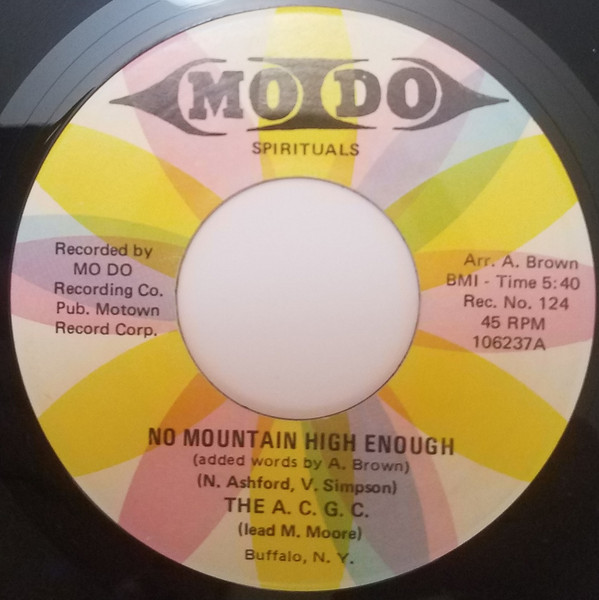 MO DO
SPIRITUALS
Recorded by
MO DO
Recording Co.
Pub. Motown
Record Corp.
Arr. A. Brown
BMI - Time 5:40
Rec. No. 124
45 RPM
106237A
NO MOUNTAIN HIGH ENOUGH
(added words by A. Brown)
(N. Ashford, V. Simpson)
THE A. C. G. C.
(lead M. Moore)
Buffalo, N. Y.